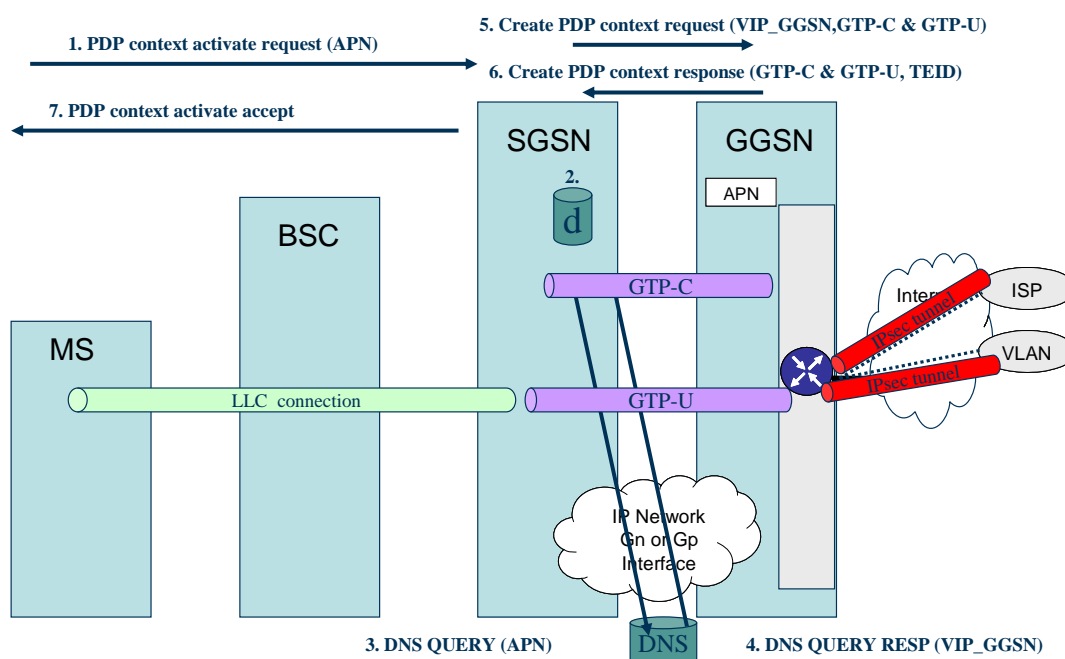 5. Create PDP context request (VIP_GGSN,GTP-C & GTP-U)
1. PDP context activate request (APN)
6. Create PDP context response (GTP-C & GTP-U, TEID)
7. PDP context activate accept
SGSN
GGSN
2.
d
APN
BSC
GTP-C
Intern
ISP
IPsec tunnel
MS
VLAN
IPsec tunnel
LLC connection
GTP-U
IP Network
Gn or Gp
Interface
3. DNS QUERY (APN)
DNS
4. DNS QUERY RESP (VIP_GGSN)